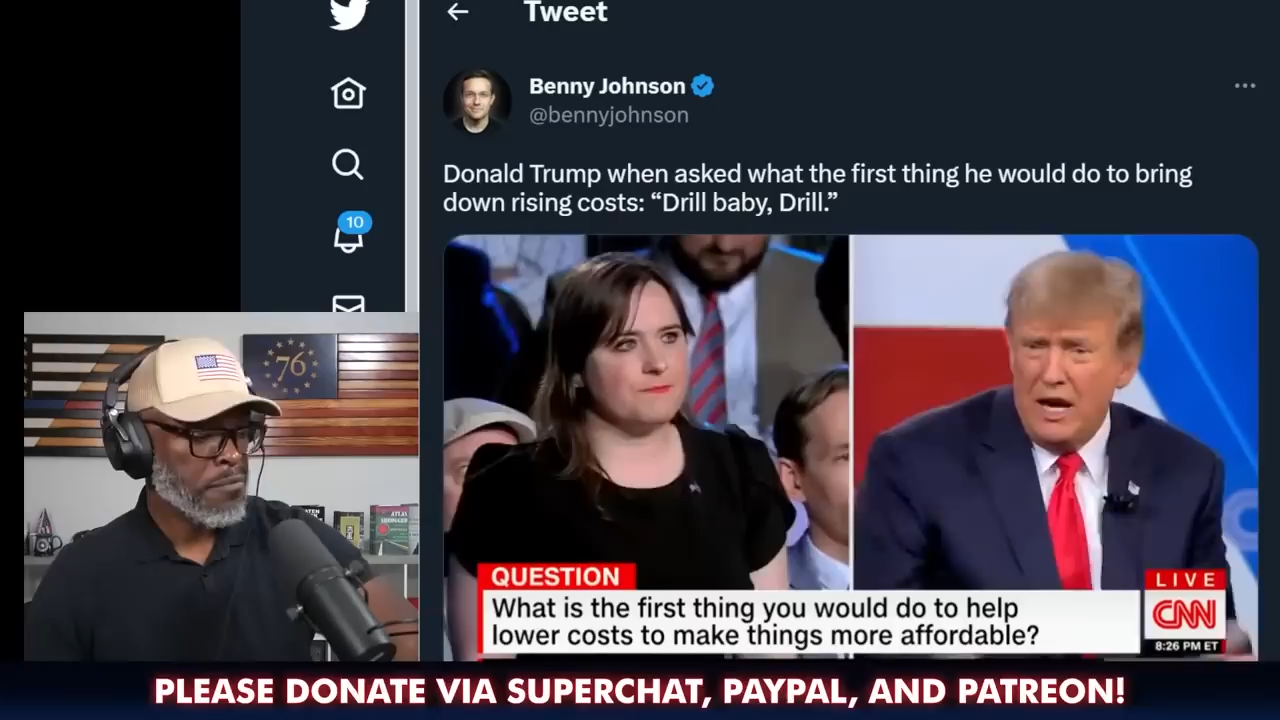 Tweet
Benny Johnson
@bennyjohnson
Donald Trump when asked what the first thing he would do to bring
down rising costs: “Drill baby, Drill.”
10
76
QUESTION
What is the first thing you would do to help
lower costs to make things more affordable?
LIVE
CNN
8:26 PM ET
PLEASE DONATE VIA SUPERCHAT, PAYPAL, AND PATREON!